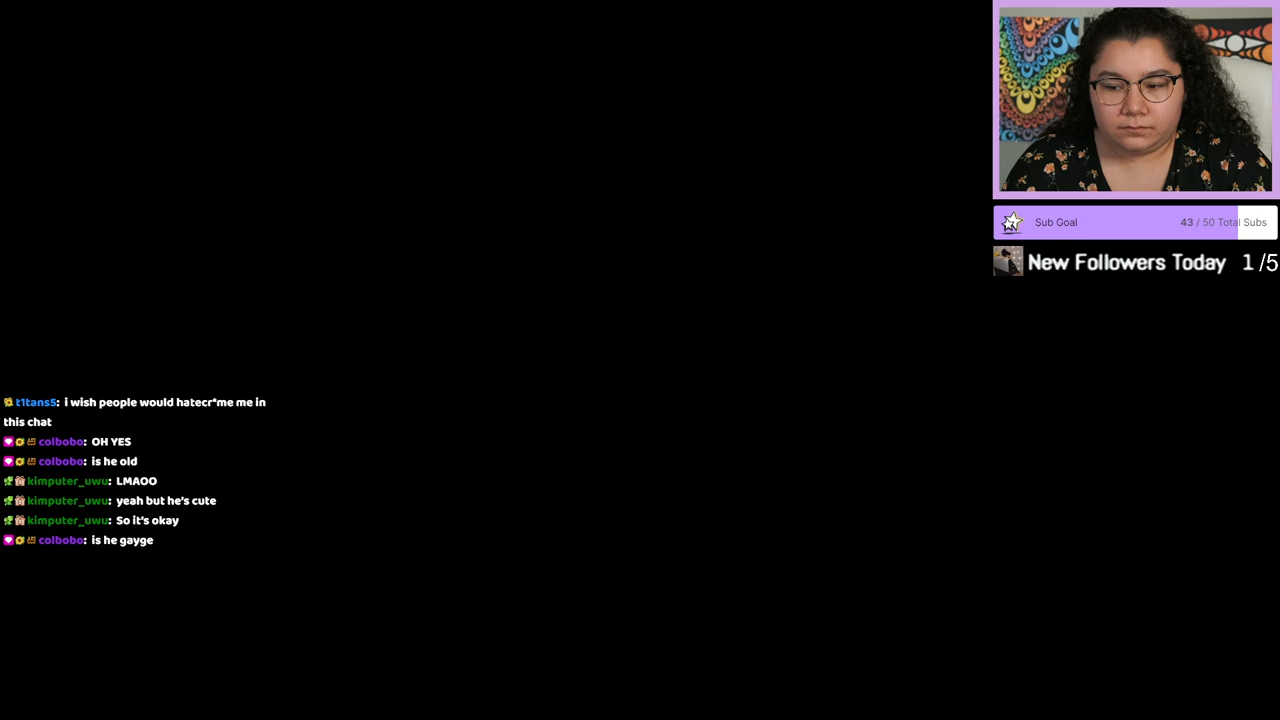 Sub Goal 43 / 50 Total Subs
New Followers Today 1 /5
t1tans5: i wish people would hatecr*me me in
this chat
colbobo: OH YES
colbobo: is he old
kimputer_uwu: LMAOO
kimputer_uwu: yeah but he's cute
kimputer_uwu: So it's okay
colbobo: is he gayge